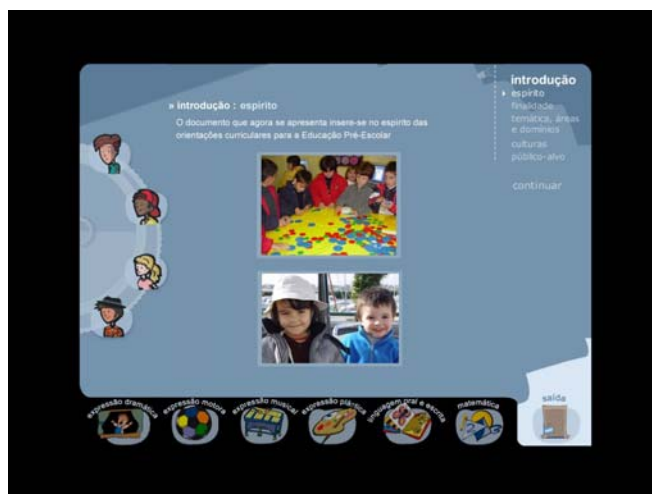 introdução
espírito
finalidade
temática, áreas
e domínios
culturas
público-alvo
continuar
» introdução : espírito
O documento que agora se apresenta insere-se no espírito das
orientações curriculares para a Educação Pré-Escolar
expressão dramática
expressão motora
expressão musical
expressão plástica
linguagem oral e escrita
matemática
saída